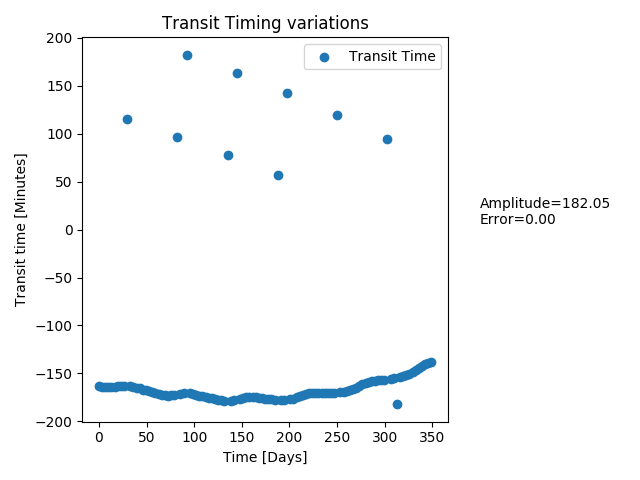 Transit Timing variations
Transit Time
200
150
100
50
0
−50
−100
−150
−200
Transit time [Minutes]
0
50
100
150
200
250
300
350
Time [Days]
Amplitude=182.05
Error=0.00